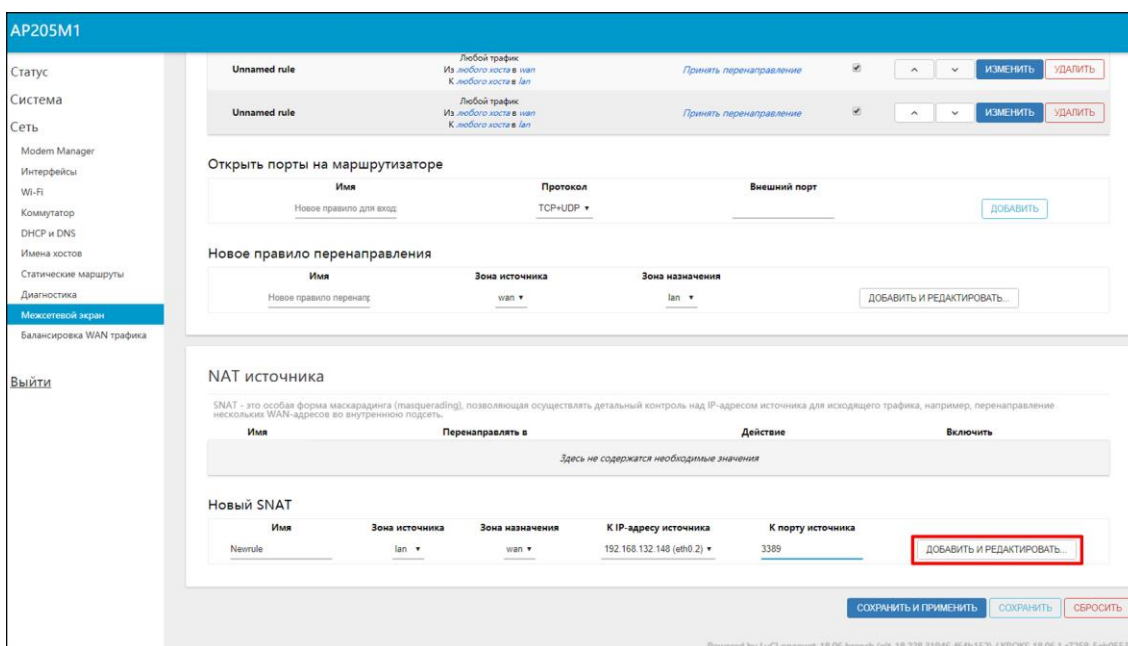 AP205M1
Статус
Система
Сеть
Modem Manager
Интерфейсы
Wi-Fi
Коммутатор
DHCP и DNS
Имена хостов
Статические маршруты
Диагностика
Межсетевой экран
Балансировка WAN трафика
Выйти
Любой трафик
Unnamed rule Из любого хоста в wan Принять перенаправление ИЗМЕНИТЬ УДАЛИТЬ
К любого хоста в lan
Любой трафик
Unnamed rule Из любого хоста в wan Принять перенаправление ИЗМЕНИТЬ УДАЛИТЬ
К любого хоста в lan
Открыть порты на маршрутизаторе
Имя Протокол Внешний порт
Новое правило для вход TCP+UDP ДОБАВИТЬ
Новое правило перенаправления
Имя Зона источника Зона назначения
Новое правило перенапр wan lan ДОБАВИТЬ И РЕДАКТИРОВАТЬ...
NAT источника
SNAT - это особая форма маскарадинга (masquerading), позволяющая осуществлять детальный контроль над IP-адресом источника для исходящего трафика, например, перенаправление
нескольких WAN-адресов во внутреннюю подсеть.
Имя Перенаправлять в Действие Включить
Здесь не содержатся необходимые значения
Новый SNAT
Имя Зона источника Зона назначения К IP-адресу источника К порту источника
Newrule lan wan 192.168.132.148 (eth0.2) 3389 ДОБАВИТЬ И РЕДАКТИРОВАТЬ...
СОХРАНИТЬ И ПРИМЕНИТЬ СОХРАНИТЬ СБРОСИТЬ